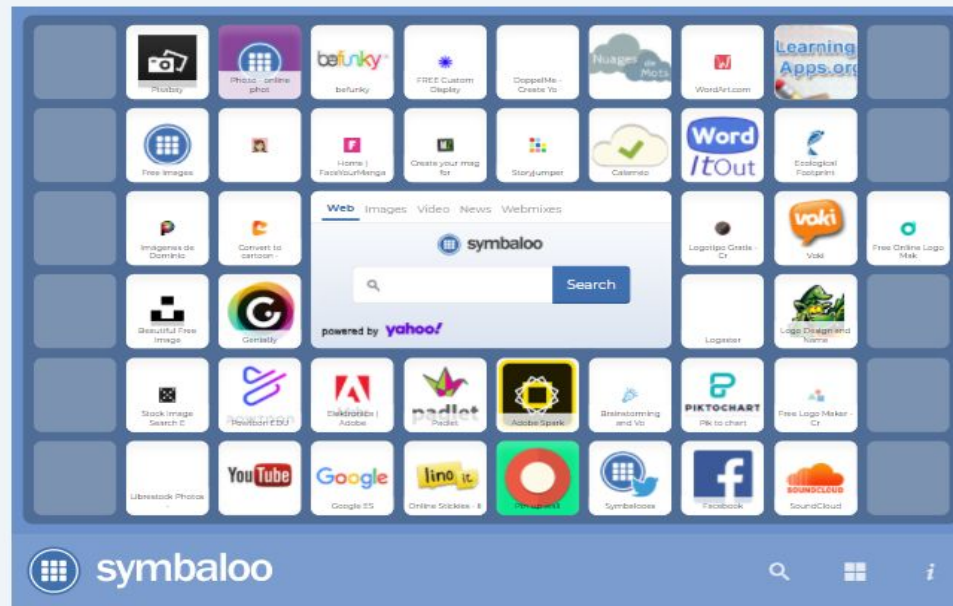 Pixabay
Photo - online
phot
befunky
befunky
FREE Custom
Display
DoppelMe -
Create Yo
Nuages de Mots
WordArt.com
Learning
Apps.org
Free Images
Home |
FaceYourManga
Create your mag
for
Storyjumper
Calameo
Word
ItOut
Ecological
Footprint
Imágenes de
Dominio
Convert to
cartoon -
Web Images Video News Webmixes
symbaloo
Search
powered by yahoo!
Logotipo Gratis -
Cr
voki
Voki
Free Online Logo
Mak
Beautiful Free
Image
Genially
Logaster
Logo Design and
Name
Stock Image
Search E
Powtoon EDU
Adobe
padlet
Padlet
Adobe Spark
Brainstorming
and Vo
PIKTOCHART
Pik to chart
Free Logo Maker -
Cr
Librestock Photos
-
YouTube
Google
Google ES
lino it
Online Stickies - li
Symbaloose
Facebook
SOUNDCLOUD
SoundCloud
symbaloo
i